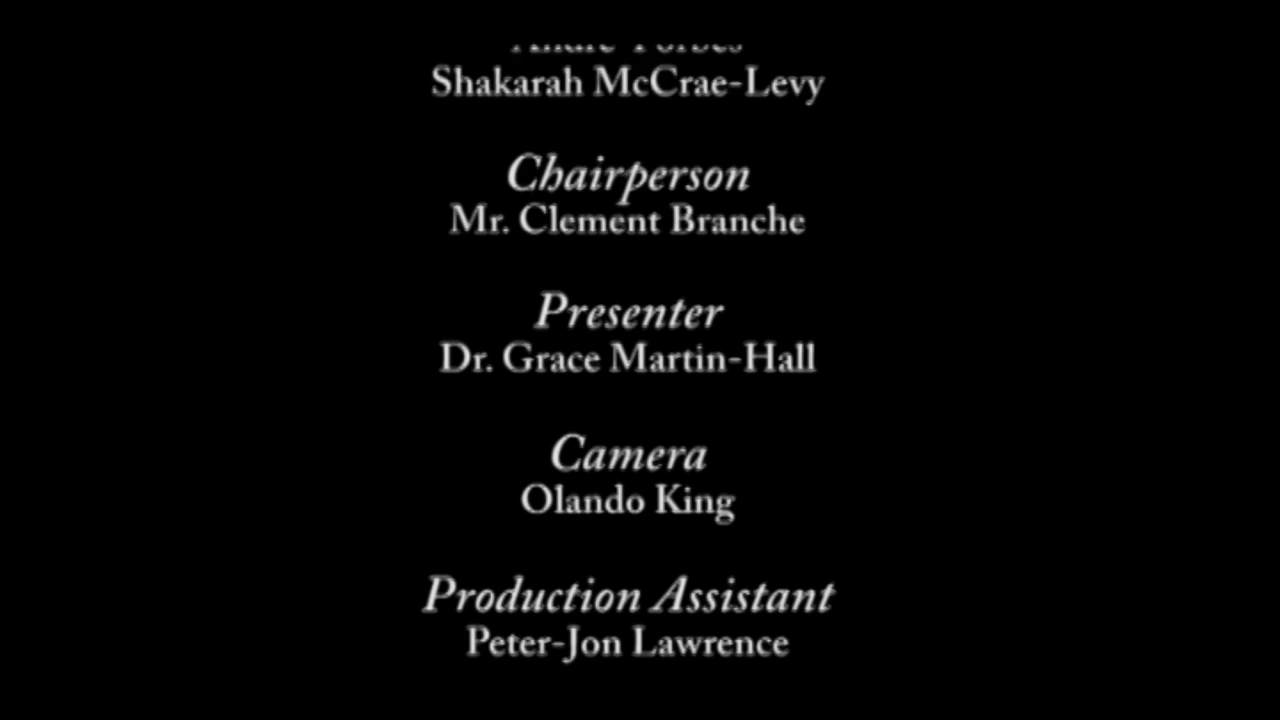 Shakarah McCrae-Levy
Chairperson
Mr. Clement Branche
Presenter
Dr. Grace Martin-Hall
Camera
Olando King
Production Assistant
Peter-Jon Lawrence